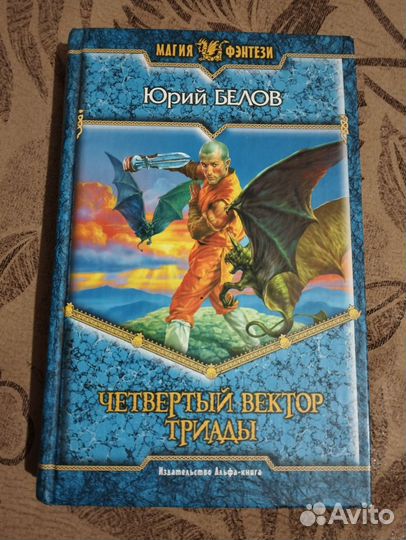 МАГИЯ ФЭНТЕЗИ
Юрий БЕЛОВ
ЧЕТВЕРТЫЙ ВЕКТОР
ТРИАДЫ
Издательство Альфа-книга
Avito